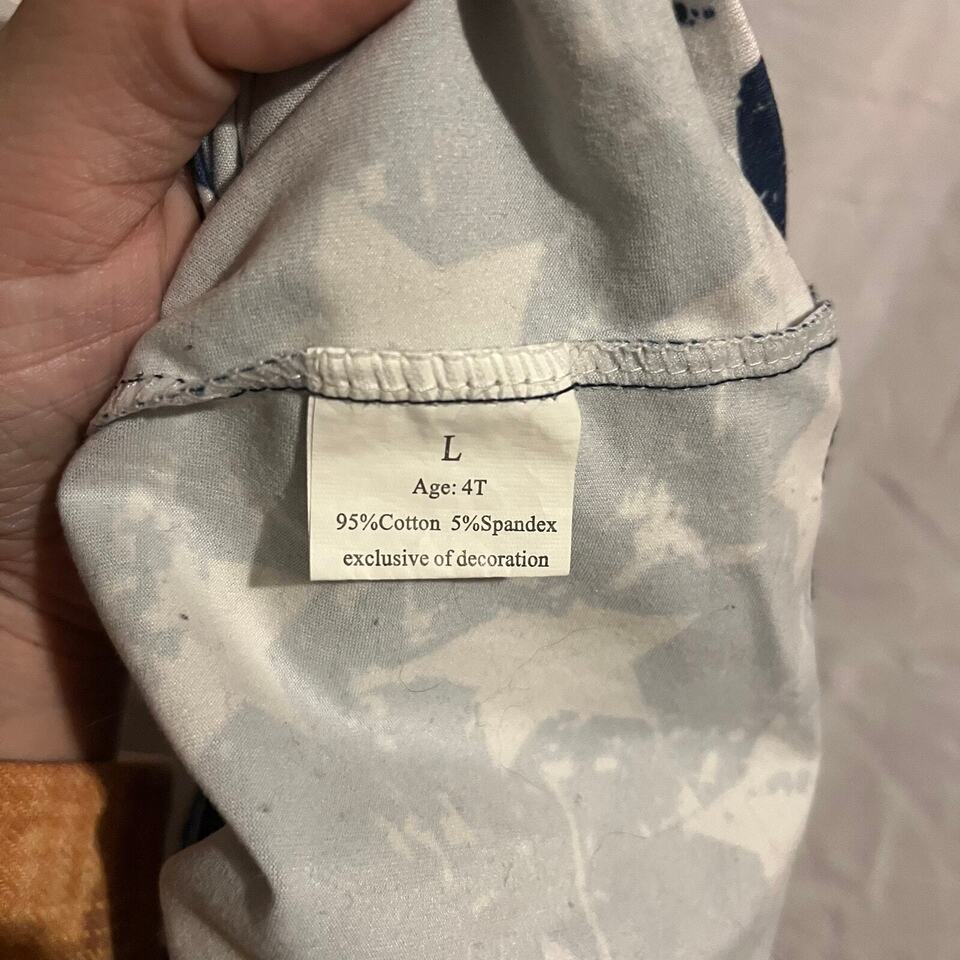 L
Age: 4T
95%Cotton 5%Spandex
exclusive of decoration